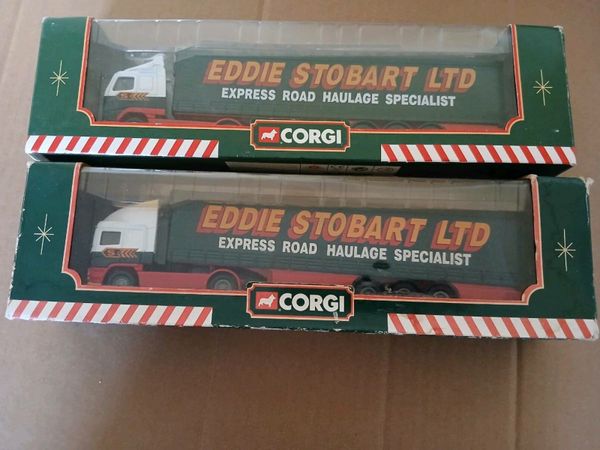 EDDIE STOBART LTD
EXPRESS ROAD HAULAGE SPECIALIST
CORGI
EDDIE STOBART LTD
EXPRESS ROAD HAULAGE SPECIALIST
CORGI